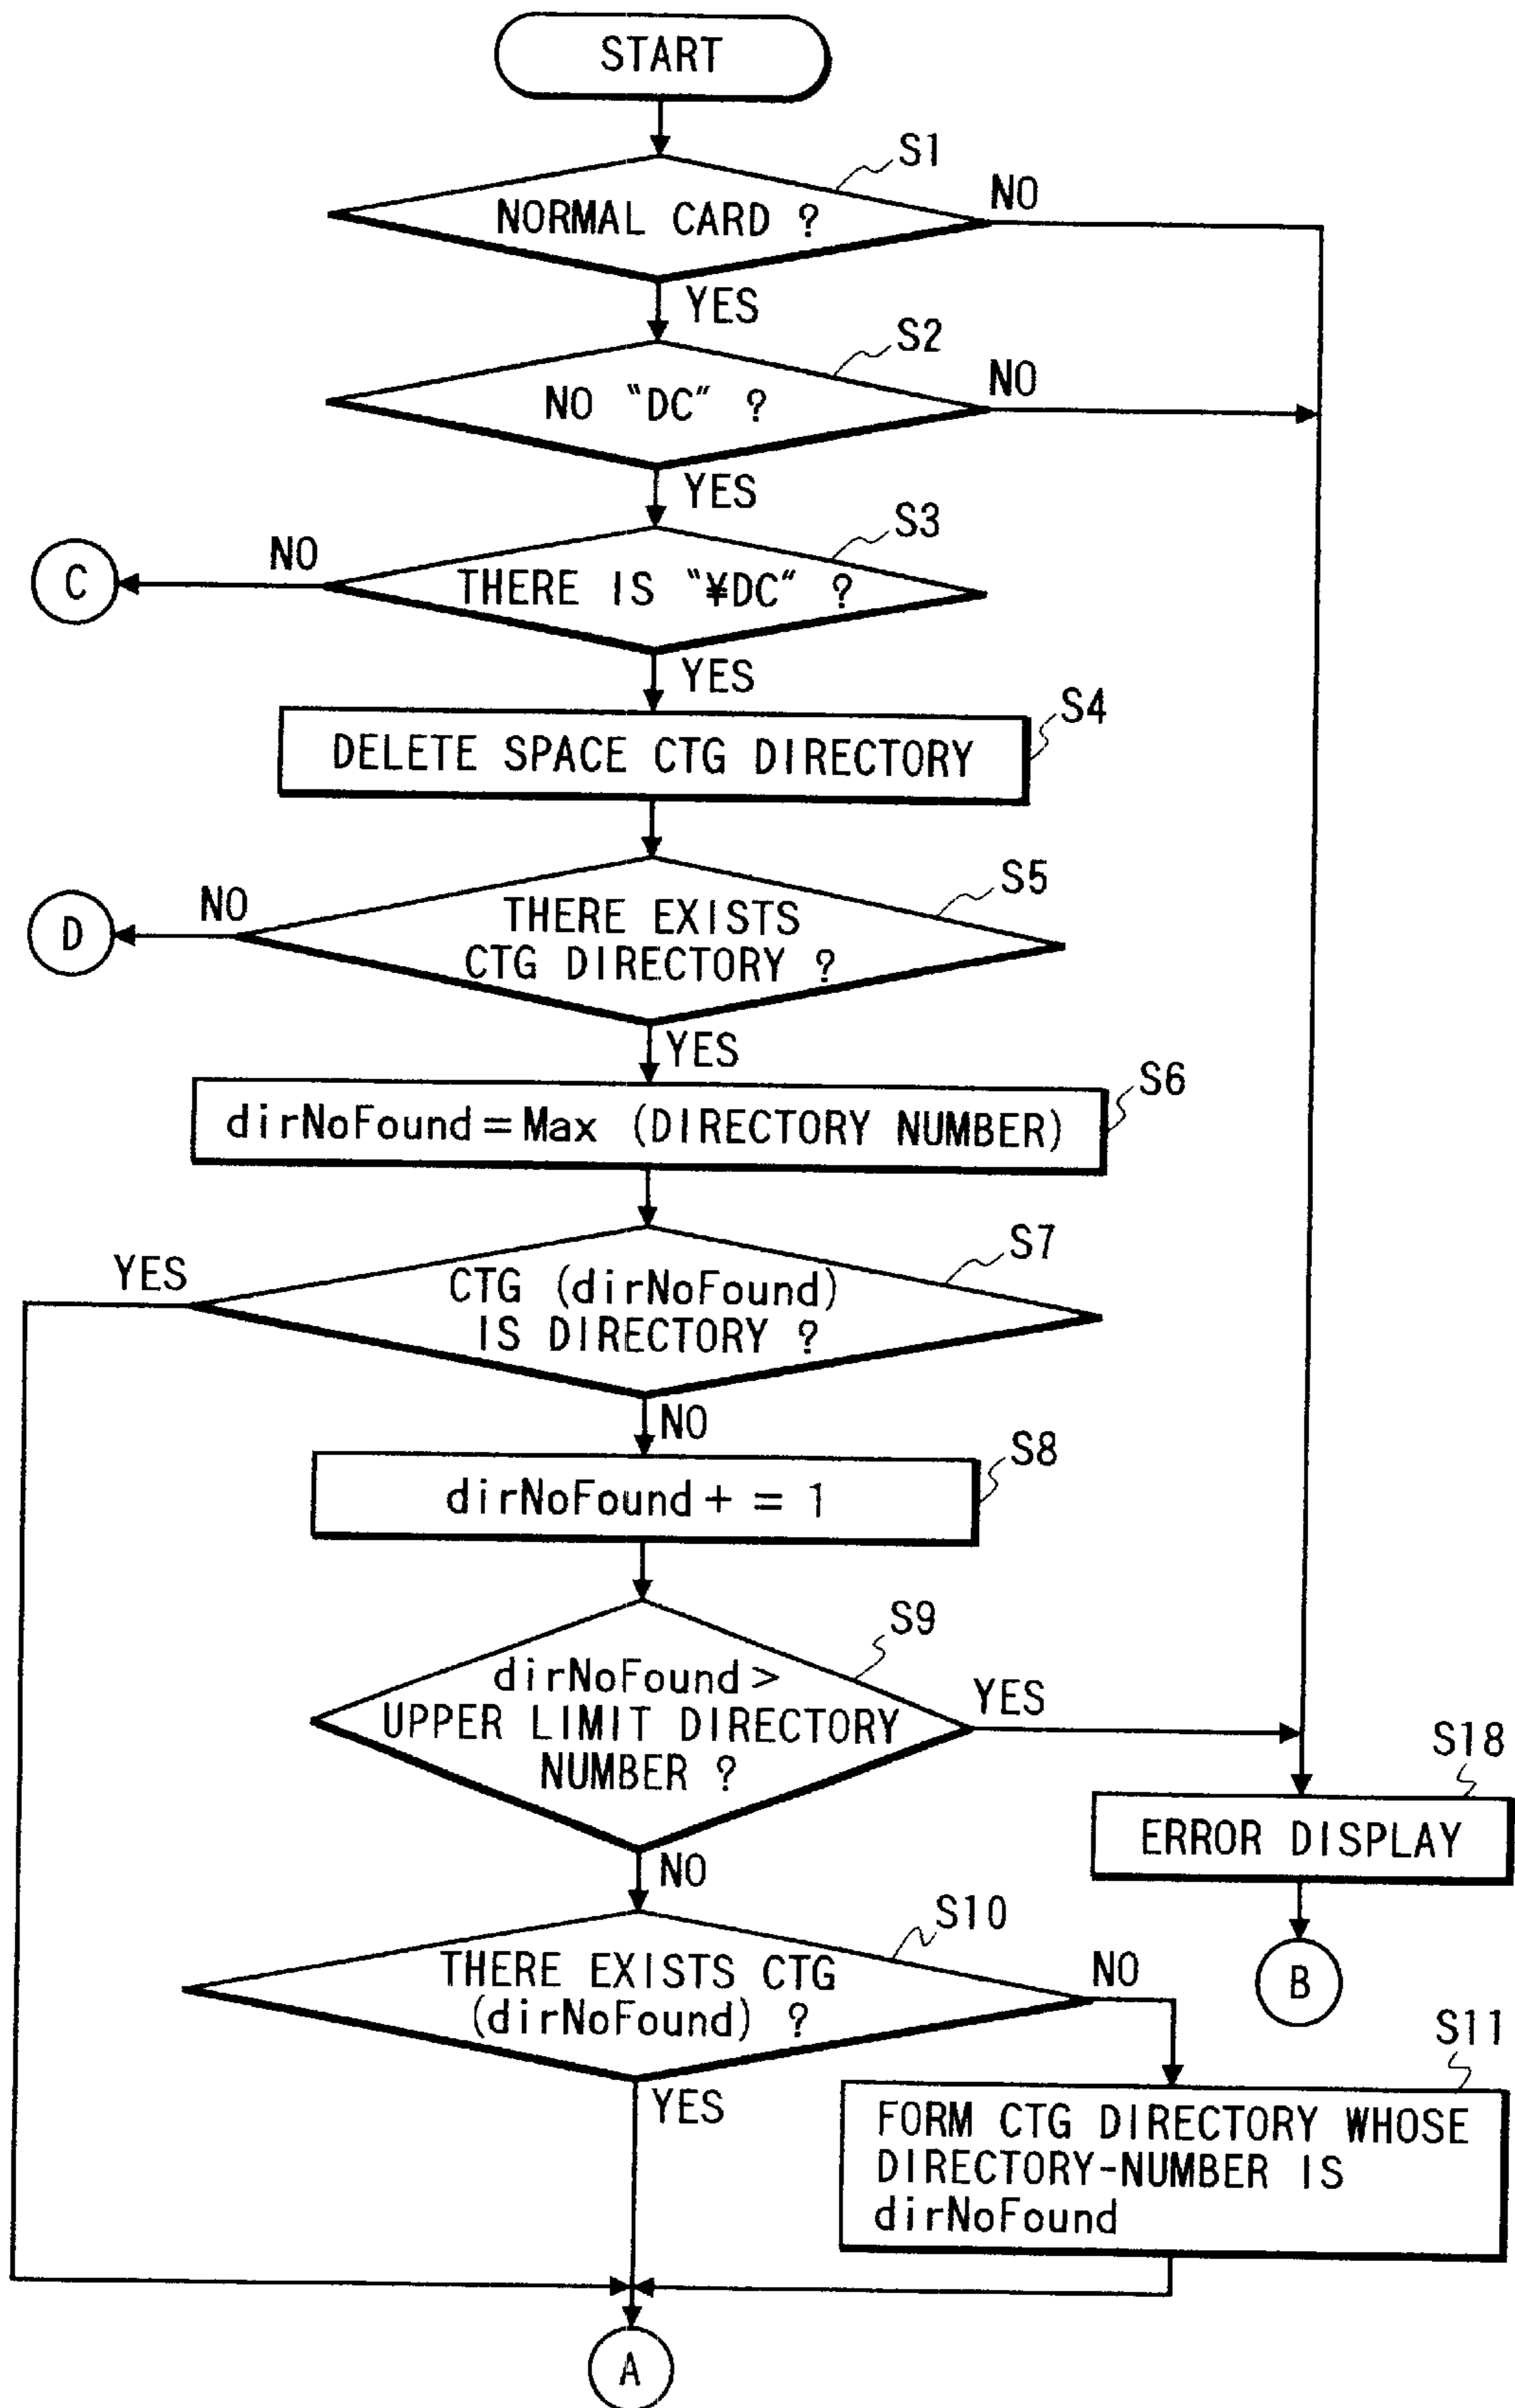 START
S1
NORMAL CARD ?
NO
YES
S2
NO "DC" ?
NO
YES
S3
NO
C
THERE IS "¥DC" ?
YES
S4
DELETE SPACE CTG DIRECTORY
S5
NO
D
THERE EXISTS
CTG DIRECTORY ?
YES
S6
dirNoFound=Max (DIRECTORY NUMBER)
S7
YES
CTG (dirNoFound)
IS DIRECTORY ?
NO
S8
dirNoFound+ = 1
S9
dirNoFound>
UPPER LIMIT DIRECTORY
NUMBER ?
YES
NO
S18
ERROR DISPLAY
B
S10
THERE EXISTS CTG
(dirNoFound) ?
NO
YES
S11
FORM CTG DIRECTORY WHOSE
DIRECTORY-NUMBER IS
dirNoFound
A